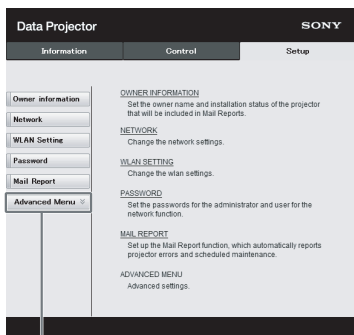 Data Projector
SONY
Information
Control
Setup
Owner information
Network
WLAN Setting
Password
Mail Report
Advanced Menu
OWNER INFORMATION
Set the owner name and installation status of the projector
that will be included in Mail Reports.
NETWORK
Change the network settings.
WLAN SETTING
Change the wlan settings.
PASSWORD
Set the passwords for the administrator and user for the
network function.
MAIL REPORT
Set up the Mail Report function, which automatically reports
projector errors and scheduled maintenance.
ADVANCED MENU
Advanced settings.